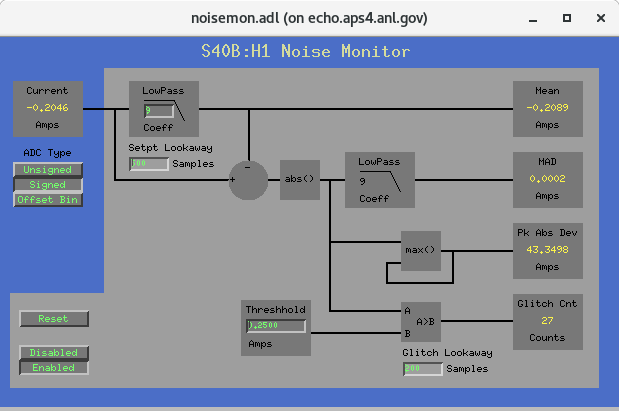 noisemon.adl (on echo.aps4.anl.gov)
S40B:H1 Noise Monitor
Current
-0.2046
Amps
LowPass
9
Coeff
Mean
-0.2089
Amps
ADC Type
Unsigned
Signed
Offset Bin
Setpt Lookaway
500 Samples
-
+
abs()
LowPass
9
Coeff
MAD
0.0002
Amps
max()
Pk Abs Dev
43.3498
Amps
Reset
Disabled
Enabled
Threshhold
0.2500
Amps
A
A>B
B
Glitch Cnt
27
Counts
Glitch Lookaway
200 Samples